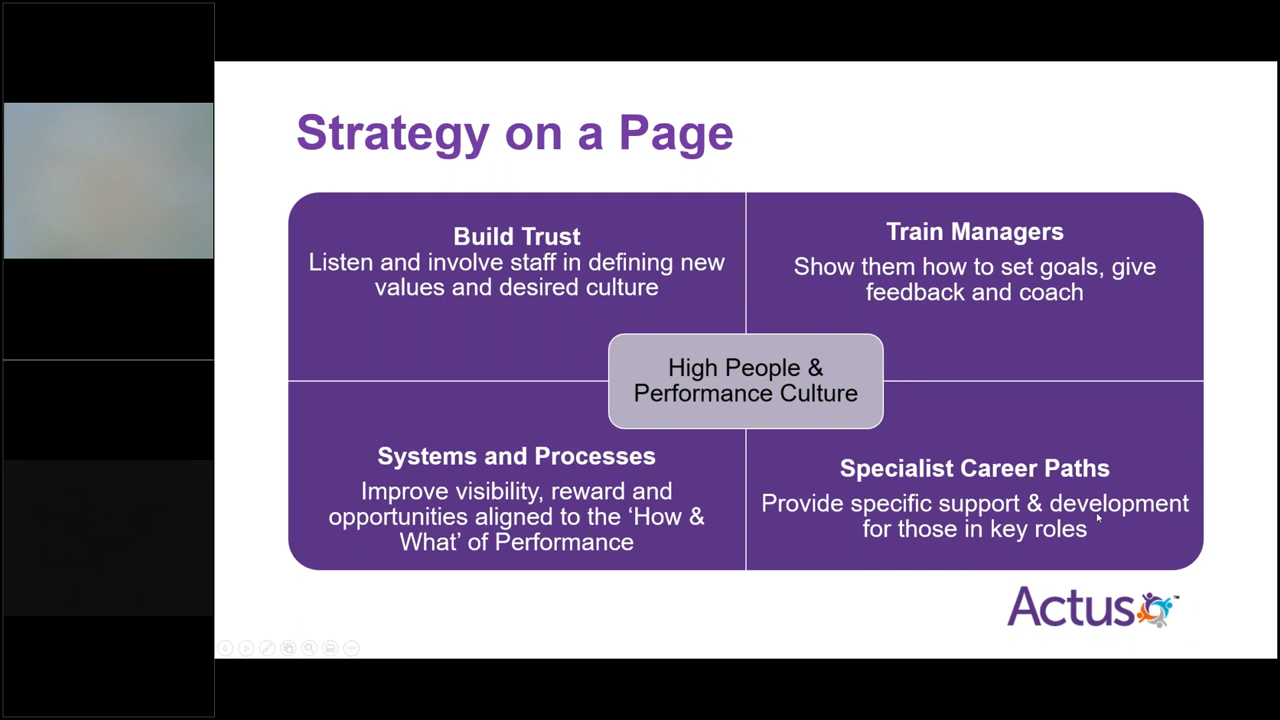 Strategy on a Page
Build Trust
Listen and involve staff in defining new
values and desired culture
Train Managers
Show them how to set goals, give
feedback and coach
High People &
Performance Culture
Systems and Processes
Improve visibility, reward and
opportunities aligned to the ‘How &
What’ of Performance
Specialist Career Paths
Provide specific support & development
for those in key roles
Actus™